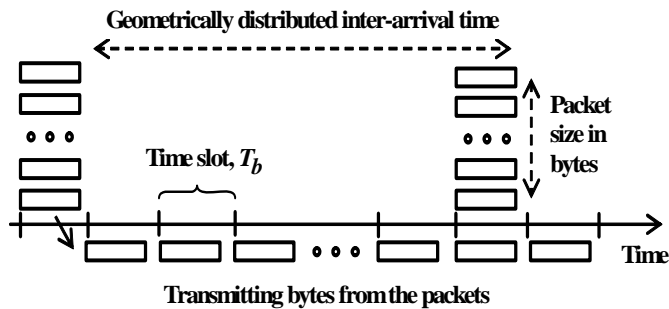 Geometrically distributed inter-arrival time
Packet
size in
bytes
Time slot, T_b
Time
Transmitting bytes from the packets